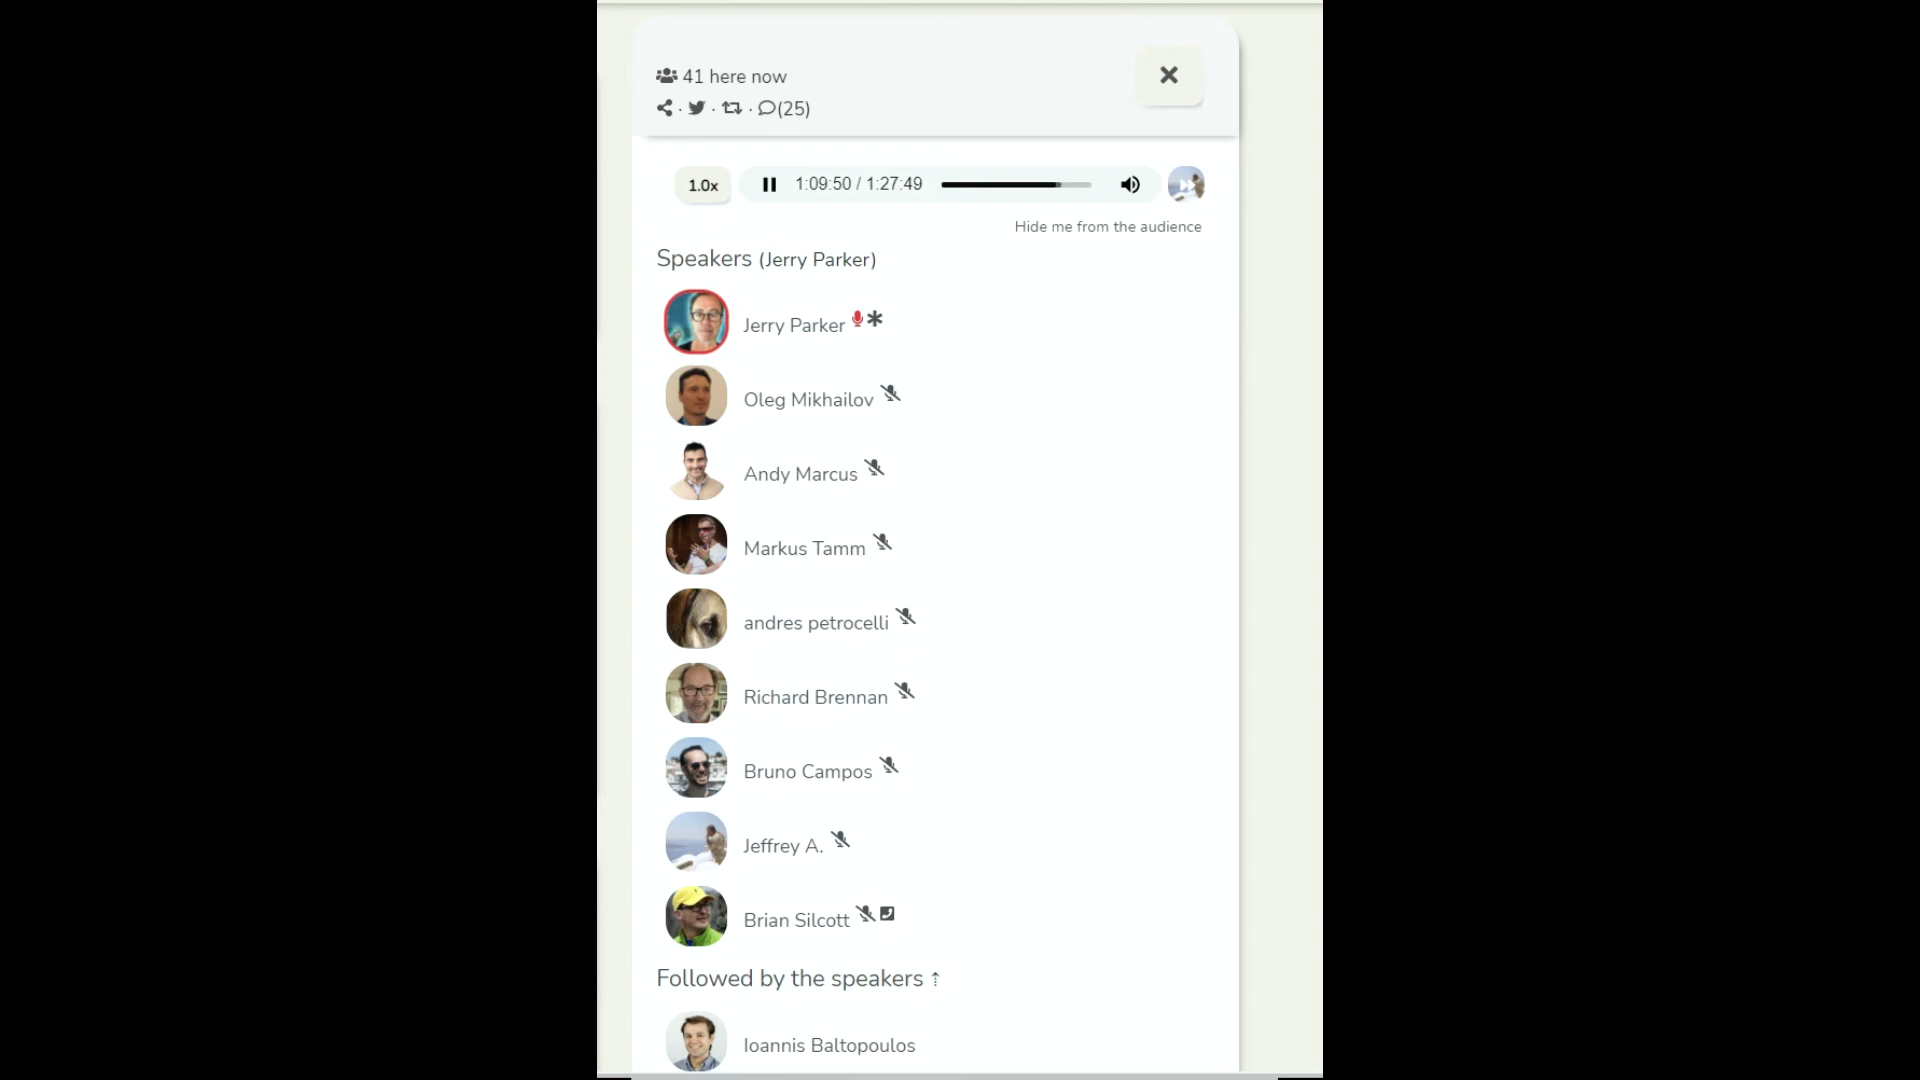 41 here now
· · · (25)
1.0x 1:09:50 / 1:27:49
Hide me from the audience
Speakers (Jerry Parker)
Jerry Parker
Oleg Mikhailov
Andy Marcus
Markus Tamm
andres petrocelli
Richard Brennan
Bruno Campos
Jeffrey A.
Brian Silcott
Followed by the speakers ⇡
Ioannis Baltopoulos